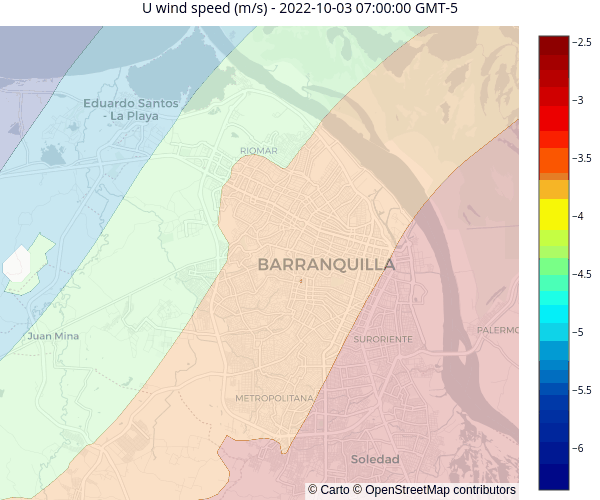 U wind speed (m/s) - 2022-10-03 07:00:00 GMT-5
−2.5
Eduardo Santos
- La Playa
−3
RIOMAR
−3.5
−4
BARRANQUILLA
−4.5
Juan Mina
SURORIENTE
PALERMO
−5
−5.5
METROPOLITANA
−6
Soledad
© Carto © OpenStreetMap contributors